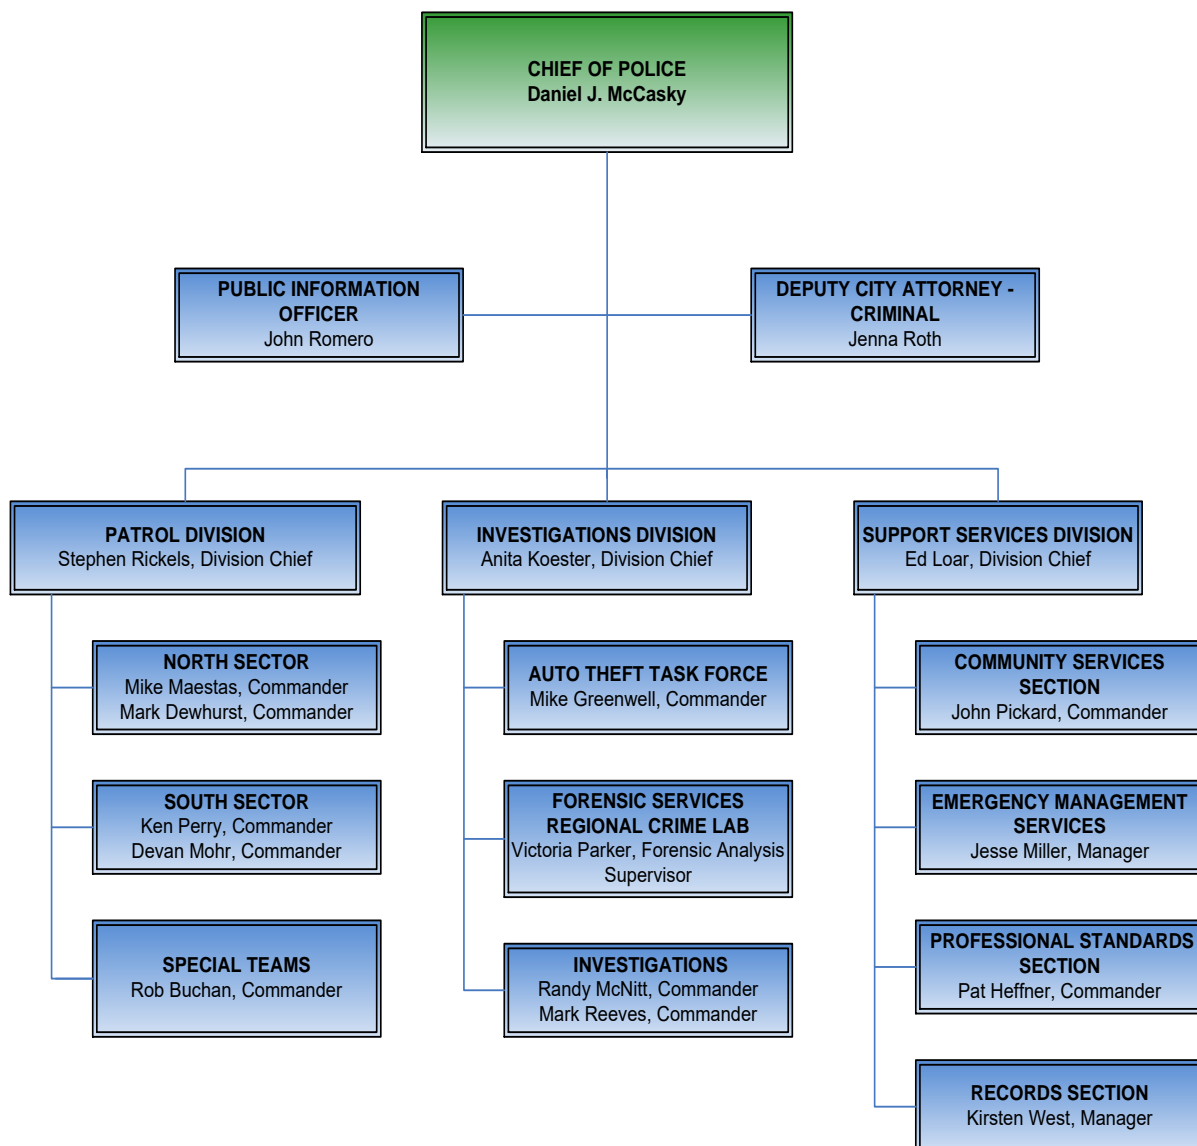 CHIEF OF POLICE
Daniel J. McCasky
PUBLIC INFORMATION
OFFICER
John Romero
DEPUTY CITY ATTORNEY -
CRIMINAL
Jenna Roth
PATROL DIVISION
Stephen Rickels, Division Chief
INVESTIGATIONS DIVISION
Anita Koester, Division Chief
SUPPORT SERVICES DIVISION
Ed Loar, Division Chief
NORTH SECTOR
Mike Maestas, Commander
Mark Dewhurst, Commander
SOUTH SECTOR
Ken Perry, Commander
Devan Mohr, Commander
SPECIAL TEAMS
Rob Buchan, Commander
AUTO THEFT TASK FORCE
Mike Greenwell, Commander
FORENSIC SERVICES
REGIONAL CRIME LAB
Victoria Parker, Forensic Analysis
Supervisor
INVESTIGATIONS
Randy McNitt, Commander
Mark Reeves, Commander
COMMUNITY SERVICES
SECTION
John Pickard, Commander
EMERGENCY MANAGEMENT
SERVICES
Jesse Miller, Manager
PROFESSIONAL STANDARDS
SECTION
Pat Heffner, Commander
RECORDS SECTION
Kirsten West, Manager